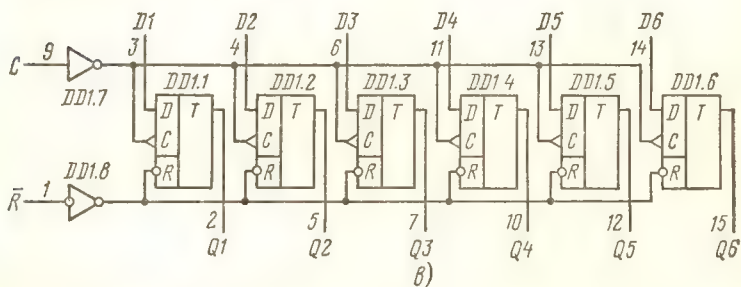 D1 D2 D3 D4 D5 D6
C 9 3 4 6 11 13 14
DD1.7 DD1.1 DD1.2 DD1.3 DD1.4 DD1.5 DD1.6
D T D T D T D T D T D T
C C C C C C
DD1.8
R̅ 1 R R R R R R
2 5 7 10 12 15
Q1 Q2 Q3 Q4 Q5 Q6
в)